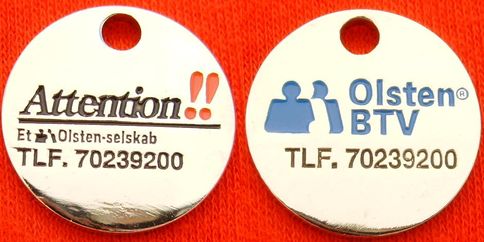 Attention!!
Et Olsten-selskab
TLF. 70239200
Olsten®
BTV
TLF. 70239200